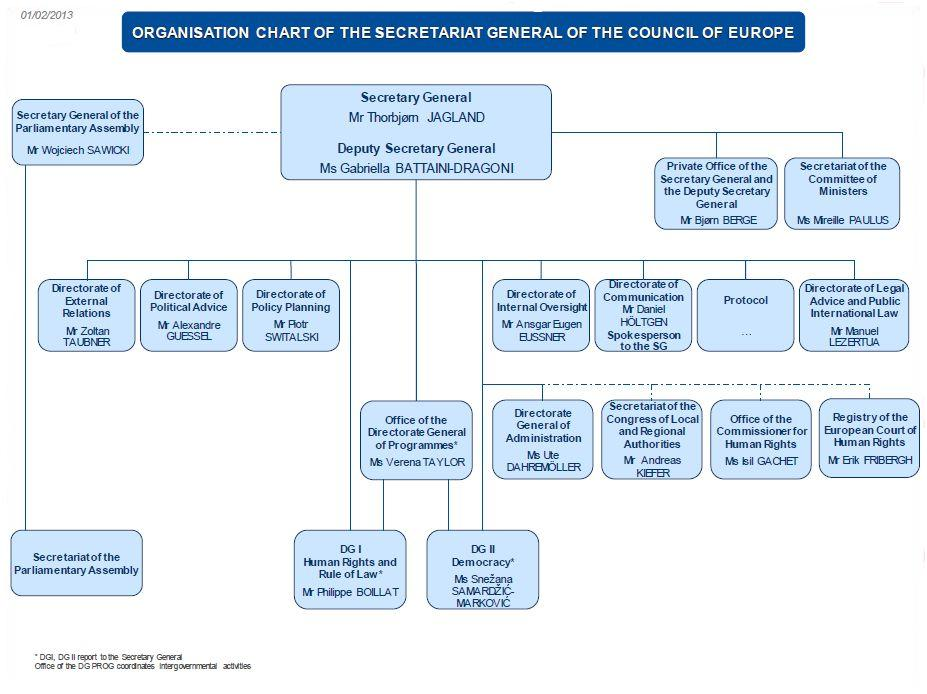 01/02/2013
ORGANISATION CHART OF THE SECRETARIAT GENERAL OF THE COUNCIL OF EUROPE
Secretary General of the
Parliamentary Assembly
Mr Wojciech SAWICKI
Secretary General
Mr Thorbjørn JAGLAND
Deputy Secretary General
Ms Gabriella BATTAINI-DRAGONI
Private Office of the
Secretary General and
the Deputy Secretary
General
Mr Bjørn BERGE
Secretariat of the
Committee of
Ministers
Ms Mireille PAULUS
Directorate of
External
Relations
Mr Zoltan
TAUBNER
Directorate of
Political Advice
Mr Alexandre
GUESSEL
Directorate of
Policy Planning
Mr Piotr
SWITALSKI
Directorate of
Internal Oversight
Mr Ansgar Eugen
EUSSNER
Directorate of
Communication
Mr Daniel
HÖLTGEN
Spokesperson
to the SG
Protocol
...
Directorate of Legal
Advice and Public
International Law
Mr Manuel
LEZERTUA
Office of the
Directorate General
of Programmes*
Ms Verena TAYLOR
Directorate
General of
Administration
Ms Ute
DAHREMÖLLER
Secretariat of the
Congress of Local
and Regional
Authorities
Mr Andreas
KIEFER
Office of the
Commissioner for
Human Rights
Ms Isil GACHET
Registry of the
European Court of
Human Rights
Mr Erik FRIBERGH
Secretariat of the
Parliamentary Assembly
DG I
Human Rights and
Rule of Law*
Mr Philippe BOILLAT
DG II
Democracy*
Ms Snežana
SAMARDŽIĆ-
MARKOVIĆ
* DGI, DG II report to the Secretary General
Office of the DG PROG coordinates intergovernmental activities